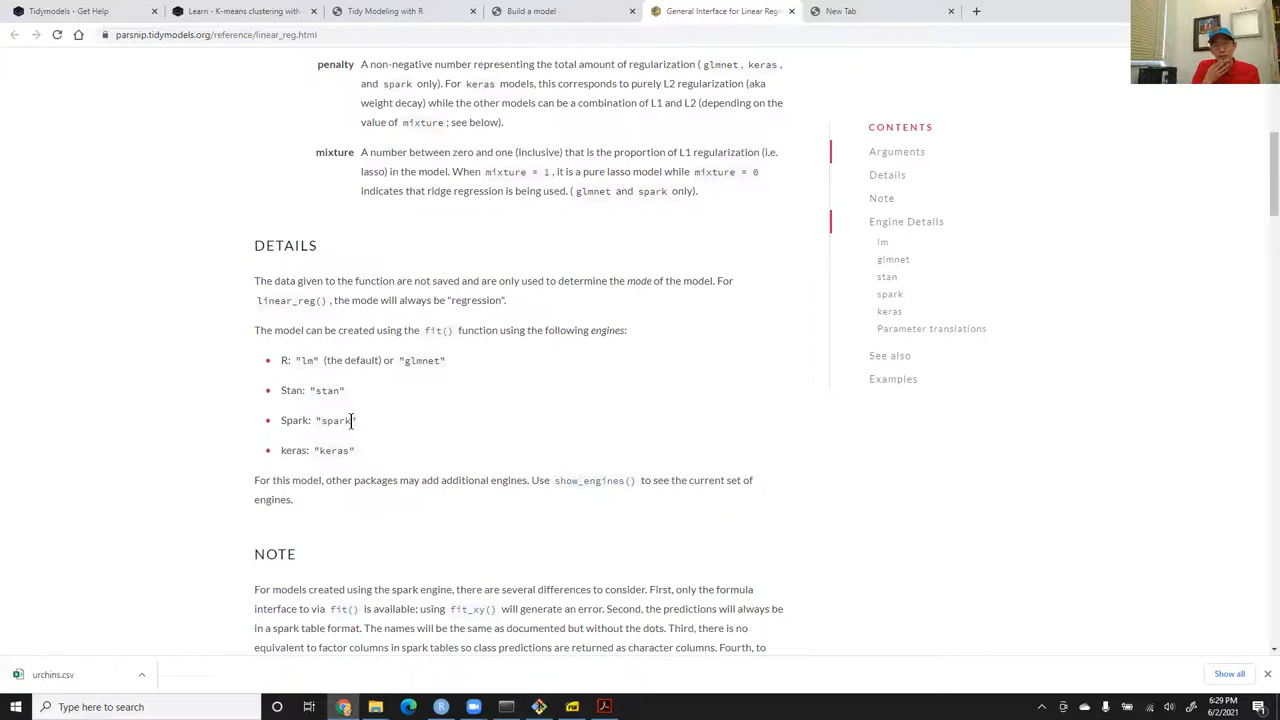 Tidymodels - Get Help
Learn - K-means clustering with
Tidy Modeling with R
Build a model
General Interface for Linear Reg
New Tab
parsnip.tidymodels.org/reference/linear_reg.html
penalty A non-negative number representing the total amount of regularization ( glmnet , keras ,
and spark only). For keras models, this corresponds to purely L2 regularization (aka
weight decay) while the other models can be a combination of L1 and L2 (depending on the
value of mixture ; see below).
mixture A number between zero and one (inclusive) that is the proportion of L1 regularization (i.e.
lasso) in the model. When mixture = 1 , it is a pure lasso model while mixture = 0
indicates that ridge regression is being used. ( glmnet and spark only).
DETAILS
The data given to the function are not saved and are only used to determine the mode of the model. For
linear_reg() , the mode will always be "regression".
The model can be created using the fit() function using the following engines:
• R: "lm" (the default) or "glmnet"
• Stan: "stan"
• Spark: "spark"
• keras: "keras"
For this model, other packages may add additional engines. Use show_engines() to see the current set of
engines.
NOTE
For models created using the spark engine, there are several differences to consider. First, only the formula
interface to via fit() is available; using fit_xy() will generate an error. Second, the predictions will always be
in a spark table format. The names will be the same as documented but without the dots. Third, there is no
equivalent to factor columns in spark tables so class predictions are returned as character columns. Fourth, to
CONTENTS
Arguments
Details
Note
Engine Details
lm
glmnet
stan
spark
keras
Parameter translations
See also
Examples
urchins.csv
Show all
Type here to search
6:29 PM
6/2/2021